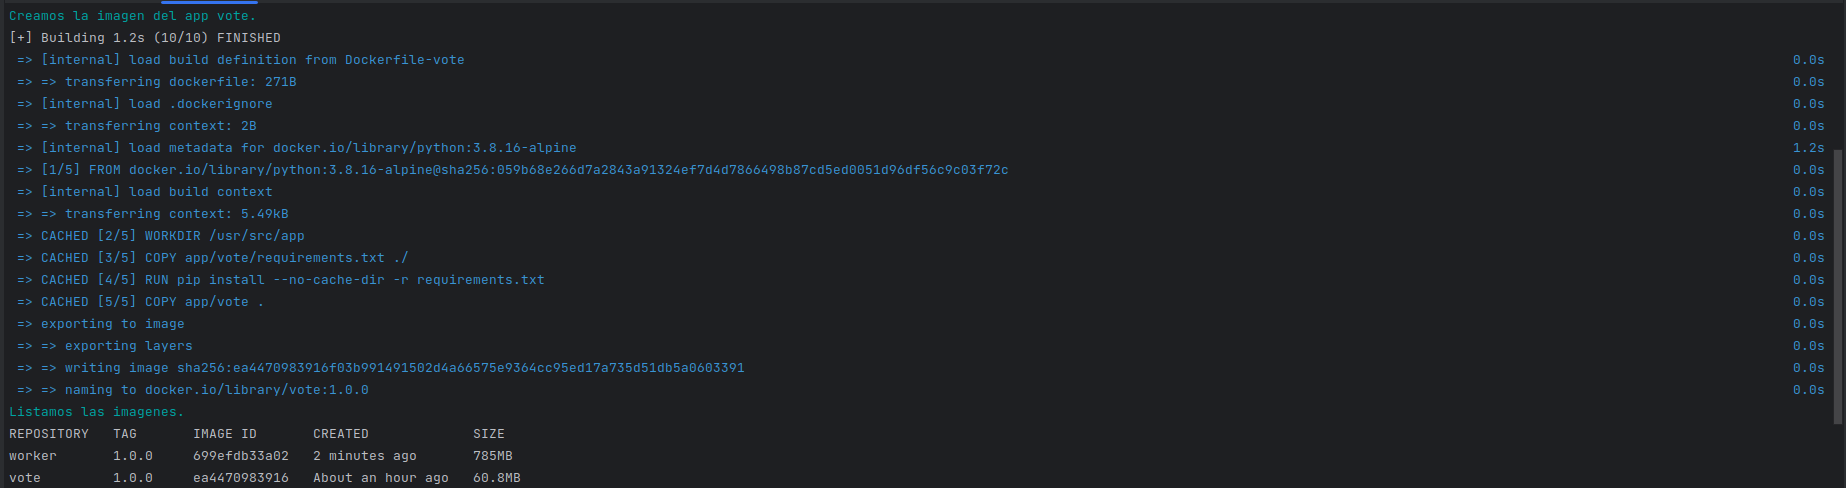 Creamos la imagen del app vote.
[+] Building 1.2s (10/10) FINISHED
=> [internal] load build definition from Dockerfile-vote 0.0s
=> => transferring dockerfile: 271B 0.0s
=> [internal] load .dockerignore 0.0s
=> => transferring context: 2B 0.0s
=> [internal] load metadata for docker.io/library/python:3.8.16-alpine 1.2s
=> [1/5] FROM docker.io/library/python:3.8.16-alpine@sha256:059b68e266d7a2843a91324ef7d4d7866498b87cd5ed0051d96df56c9c03f72c 0.0s
=> [internal] load build context 0.0s
=> => transferring context: 5.49kB 0.0s
=> CACHED [2/5] WORKDIR /usr/src/app 0.0s
=> CACHED [3/5] COPY app/vote/requirements.txt ./ 0.0s
=> CACHED [4/5] RUN pip install --no-cache-dir -r requirements.txt 0.0s
=> CACHED [5/5] COPY app/vote . 0.0s
=> exporting to image 0.0s
=> => exporting layers 0.0s
=> => writing image sha256:ea4470983916f03b991491502d4a66575e9364cc95ed17a735d51db5a0603391 0.0s
=> => naming to docker.io/library/vote:1.0.0 0.0s
Listamos las imagenes.
REPOSITORY TAG IMAGE ID CREATED SIZE
worker 1.0.0 699efdb33a02 2 minutes ago 785MB
vote 1.0.0 ea4470983916 About an hour ago 60.8MB